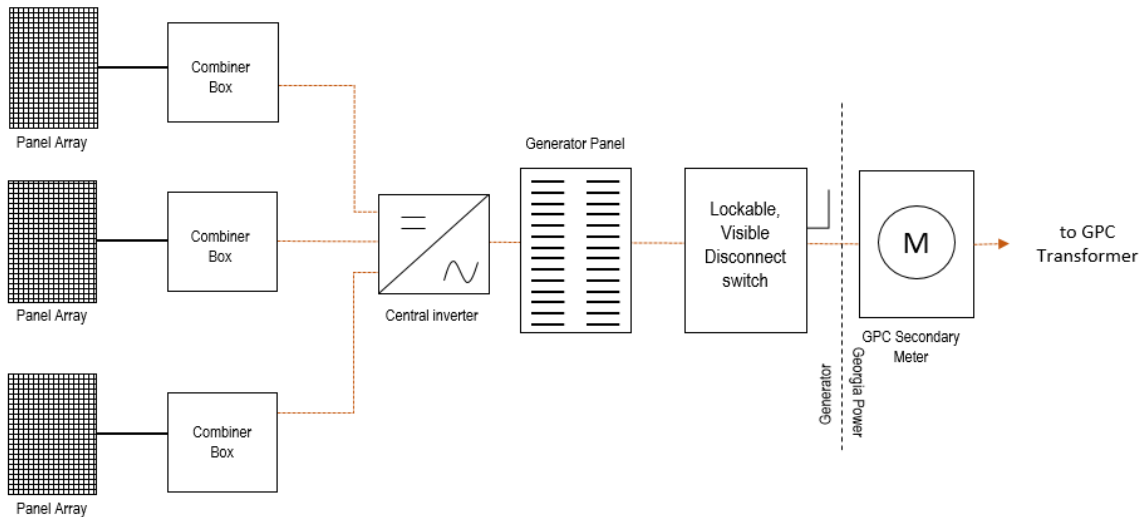 Panel Array
Combiner
Box
Panel Array
Combiner
Box
Panel Array
Combiner
Box
Central inverter
Generator Panel
Lockable,
Visible
Disconnect
switch
Generator
Georgia Power
M
GPC Secondary
Meter
to GPC
Transformer